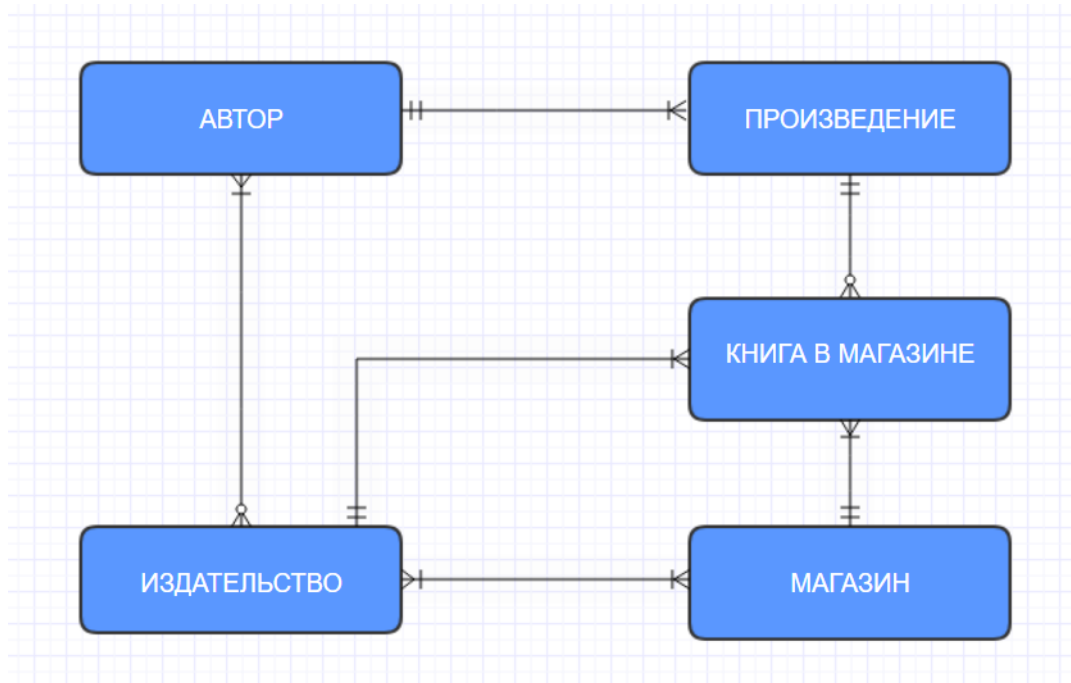 АВТОР
ПРОИЗВЕДЕНИЕ
КНИГА В МАГАЗИНЕ
ИЗДАТЕЛЬСТВО
МАГАЗИН